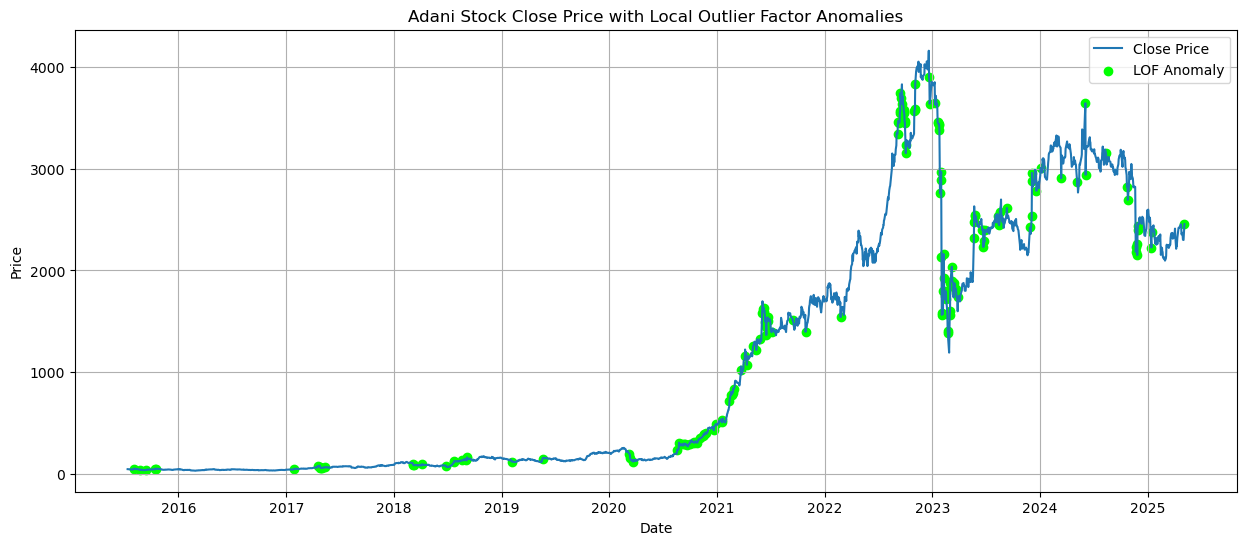 Adani Stock Close Price with Local Outlier Factor Anomalies
Close Price
LOF Anomaly
Price
4000
3000
2000
1000
0
2016 2017 2018 2019 2020 2021 2022 2023 2024 2025
Date